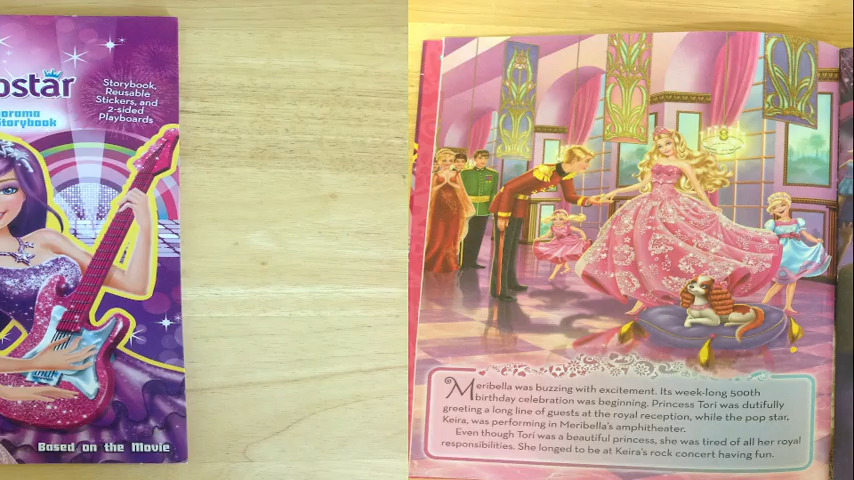 Storybook,
Reusable
Stickers, and
2-sided
Playboards
Storybook
Based on the Movie
Meribella was buzzing with excitement. Its week-long 500th
birthday celebration was beginning. Princess Tori was dutifully
greeting a long line of guests at the royal reception, while the pop star,
Keira, was performing in Meribella's amphitheater.
Even though Tori was a beautiful princess, she was tired of all her royal
responsibilities. She longed to be at Keira's rock concert having fun.